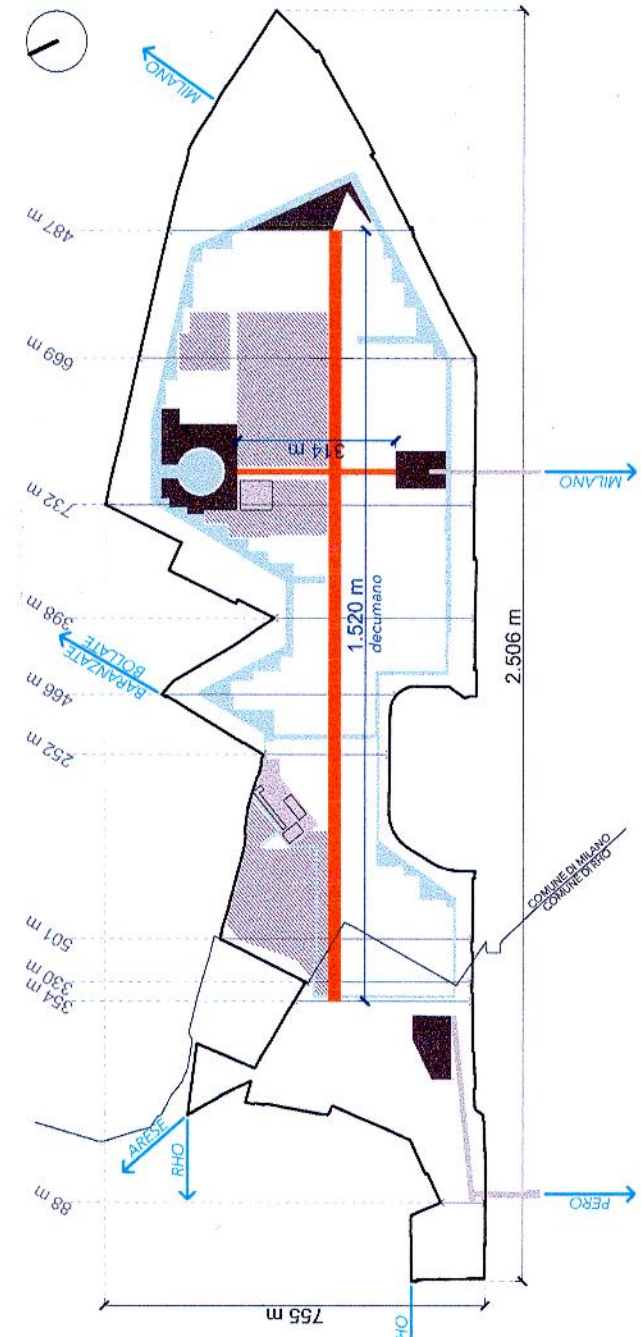 MILANO
487 m
669 m
314 m
MILANO
732 m
398 m
1.520 m
decumano
2.506 m
BARANZATE
BOLLATE
466 m
252 m
COMUNE DI MILANO
COMUNE DI RHO
501 m
330 m
354 m
ARESE
RHO
88 m
PERO
755 m
HO